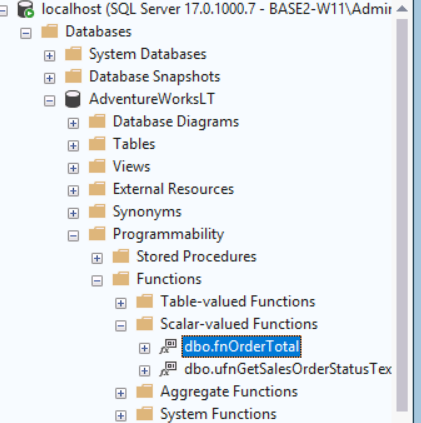 localhost (SQL Server 17.0.1000.7 - BASE2-W11\Admir
Databases
System Databases
Database Snapshots
AdventureWorksLT
Database Diagrams
Tables
Views
External Resources
Synonyms
Programmability
Stored Procedures
Functions
Table-valued Functions
Scalar-valued Functions
dbo.fnOrderTotal
dbo.ufnGetSalesOrderStatusTex
Aggregate Functions
System Functions